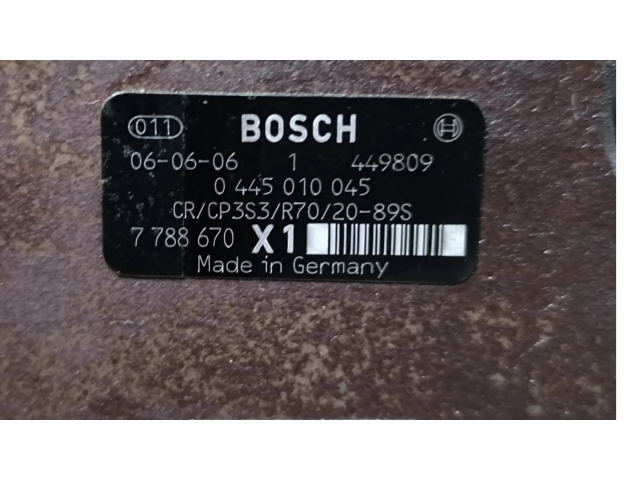 011 BOSCH
06-06-06 1 449809
0 445 010 045
CR/CP3S3/R70/20-89S
7 788 670 X1
Made in Germany